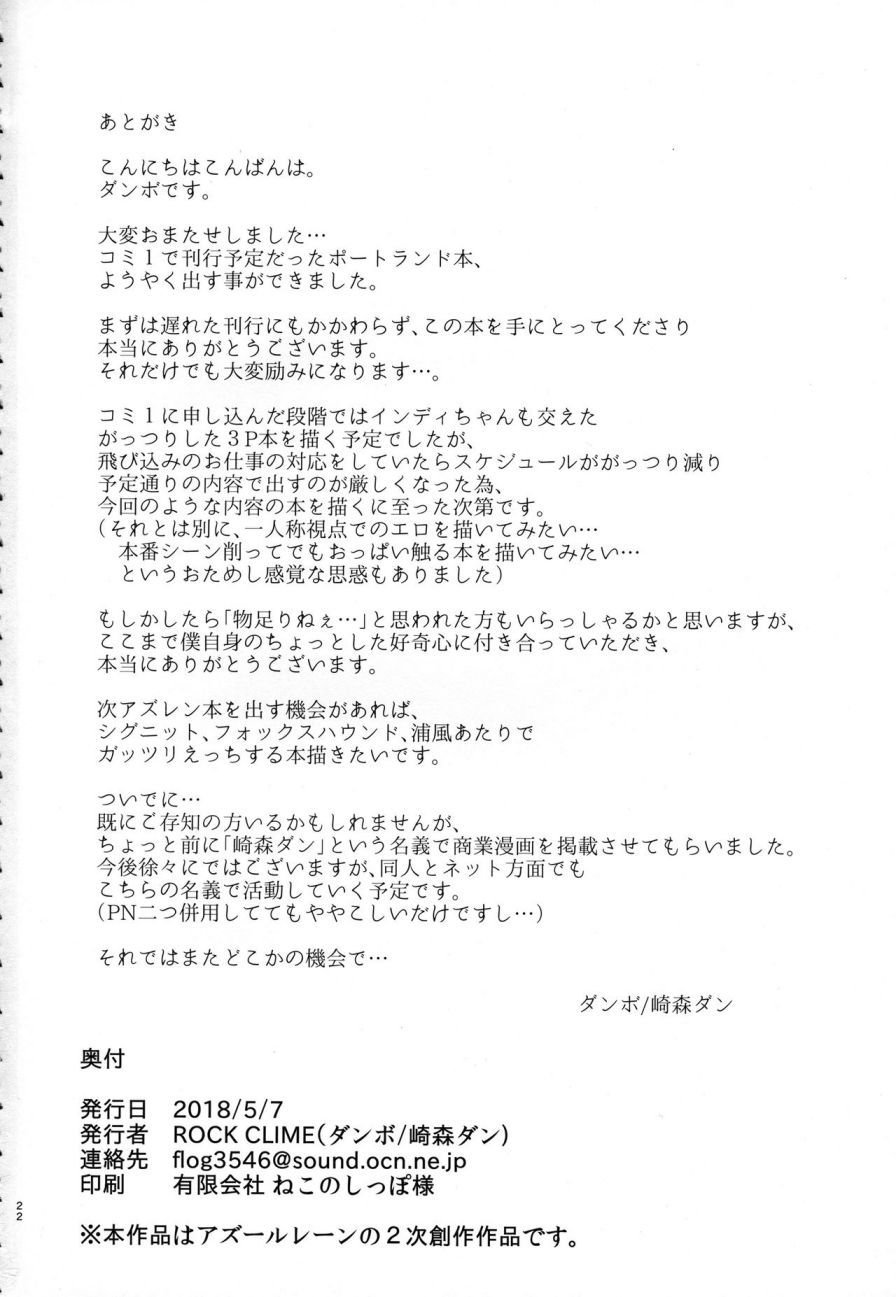 あとがき
こんにちはこんばんは。
ダンボです。
大変おまたせしました…
コミ１で刊行予定だったポートランド本、
ようやく出す事ができました。
まずは遅れた刊行にもかかわらず、この本を手にとってくださり
本当にありがとうございます。
それだけでも大変励みになります…。
コミ１に申し込んだ段階ではインディちゃんも交えた
がっつりした３P本を描く予定でしたが、
飛び込みのお仕事の対応をしていたらスケジュールががっつり減り
予定通りの内容で出すのが厳しくなった為、
今回のような内容の本を描くに至った次第です。
(それとは別に、一人称視点でのエロを描いてみたい…
本番シーン削ってでもおっぱい触る本を描いてみたい…
というおためし感覚な思惑もありました)
もしかしたら「物足りねぇ…」と思われた方もいらっしゃるかと思いますが、
ここまで僕自身のちょっとした好奇心に付き合っていただき、
本当にありがとうございます。
次アズレン本を出す機会があれば、
シグニット、フォックスハウンド、浦風あたりで
ガッツリえっちする本描きたいです。
ついでに…
既にご存知の方いるかもしれませんが、
ちょっと前に「崎森ダン」という名義で商業漫画を掲載させてもらいました。
今後徐々にではございますが、同人とネット方面でも
こちらの名義で活動していく予定です。
(PN二つ併用しててもややこしいだけですし…)
それではまたどこかの機会で…
ダンボ/崎森ダン
奥付
発行日 2018/5/7
発行者 ROCK CLIME(ダンボ/崎森ダン)
連絡先 flog3546@sound.ocn.ne.jp
印刷 有限会社 ねこのしっぽ様
※本作品はアズールレーンの２次創作作品です。
22